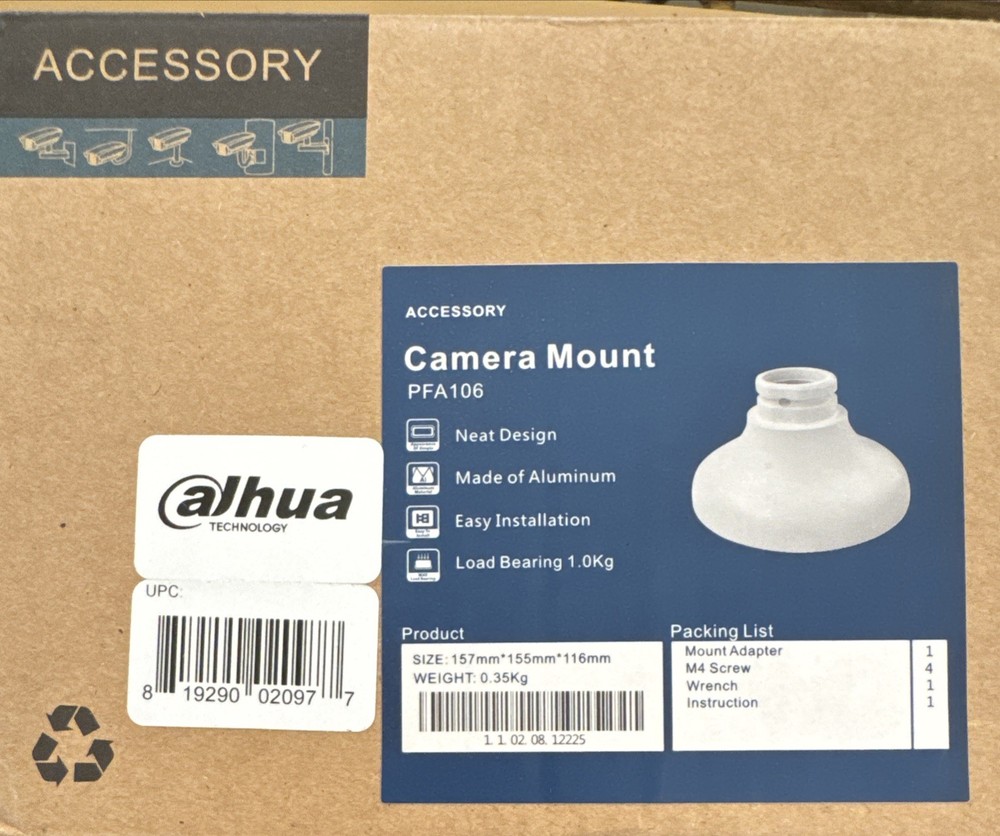 ACCESSORY
ACCESSORY
Camera Mount
PFA106
Neat Design
Made of Aluminum
Easy Installation
Load Bearing 1.0Kg
alhua
TECHNOLOGY
UPC:
8 19290 02097 7
Product
SIZE: 157mm*155mm*116mm
WEIGHT: 0.35Kg
1. 1. 02. 08. 12225
Packing List
Mount Adapter 1
M4 Screw 4
Wrench 1
Instruction 1